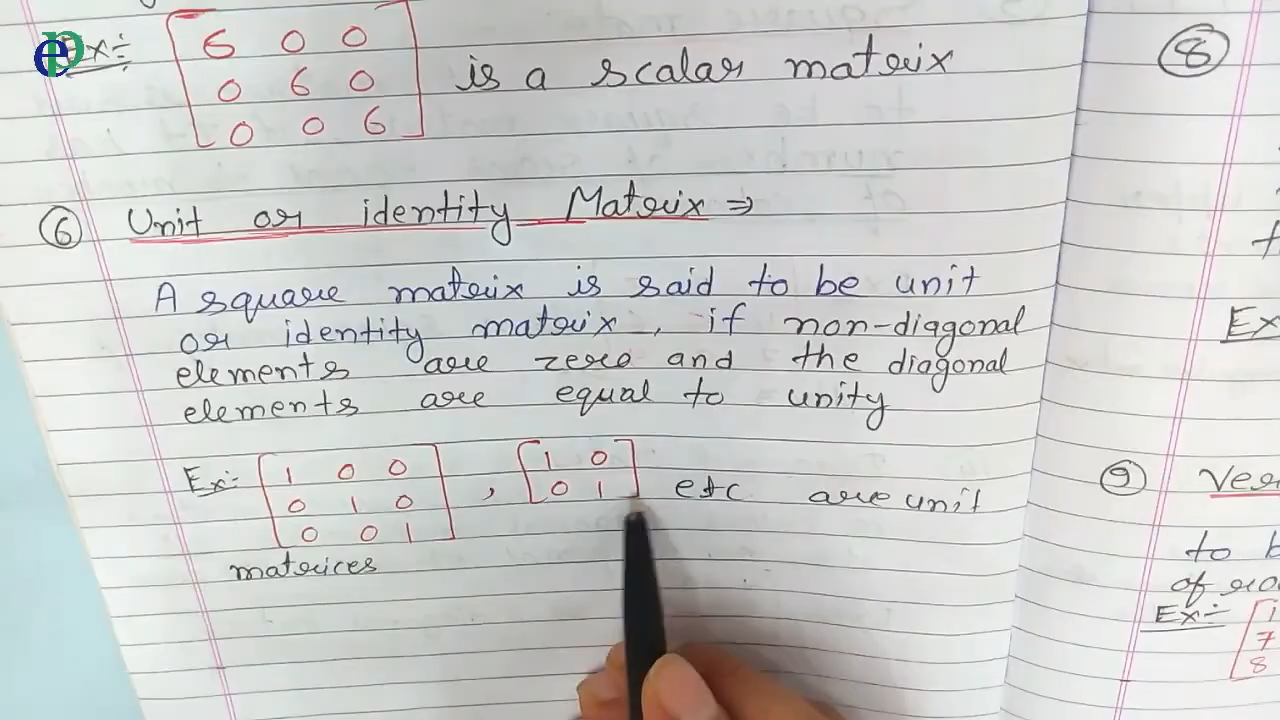 Ex:- [6 0 0
0 6 0
0 0 6] is a scalar matrix
⑥ Unit or identity Matrix ⇒
A square matrix is said to be unit
or identity matrix, if non-diagonal
elements are zero and the diagonal
elements are equal to unity
Ex:- [1 0 0
0 1 0
0 0 1] , [1 0
0 1] etc are unit
matrices
⑧
Ex
⑨
to
Ex:-
7
8